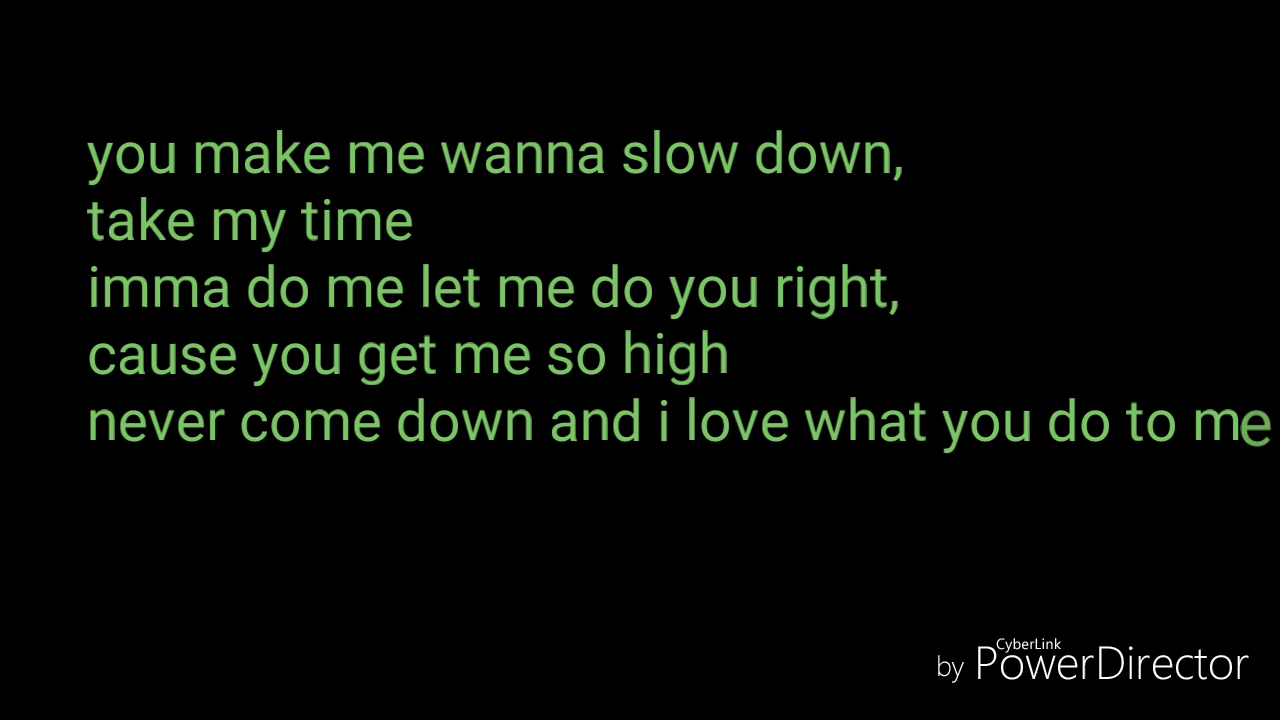 you make me wanna slow down,
take my time
imma do me let me do you right,
cause you get me so high
never come down and i love what you do to me
by CyberLink PowerDirector